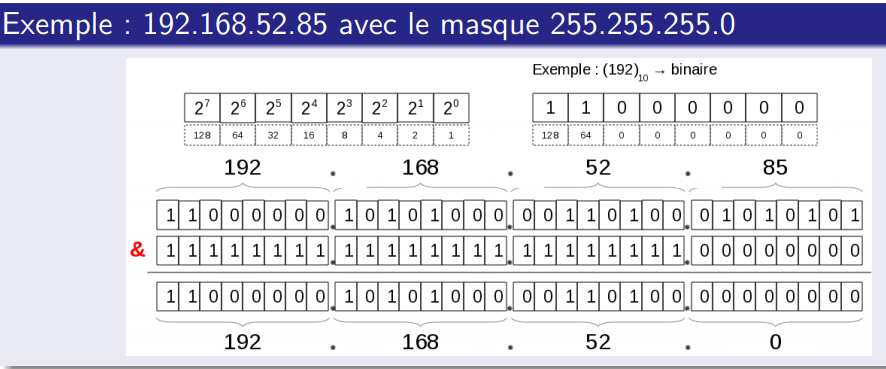 Exemple : 192.168.52.85 avec le masque 255.255.255.0
Exemple : (192)₁₀ → binaire
2⁷ 2⁶ 2⁵ 2⁴ 2³ 2² 2¹ 2⁰ 1 1 0 0 0 0 0 0
128 64 32 16 8 4 2 1 128 64 0 0 0 0 0 0
192 . 168 . 52 . 85
1 1 0 0 0 0 0 0 . 1 0 1 0 1 0 0 0 . 0 0 1 1 0 1 0 0 . 0 1 0 1 0 1 0 1
& 1 1 1 1 1 1 1 1 . 1 1 1 1 1 1 1 1 . 1 1 1 1 1 1 1 1 . 0 0 0 0 0 0 0 0
1 1 0 0 0 0 0 0 . 1 0 1 0 1 0 0 0 . 0 0 1 1 0 1 0 0 . 0 0 0 0 0 0 0 0
192 . 168 . 52 . 0